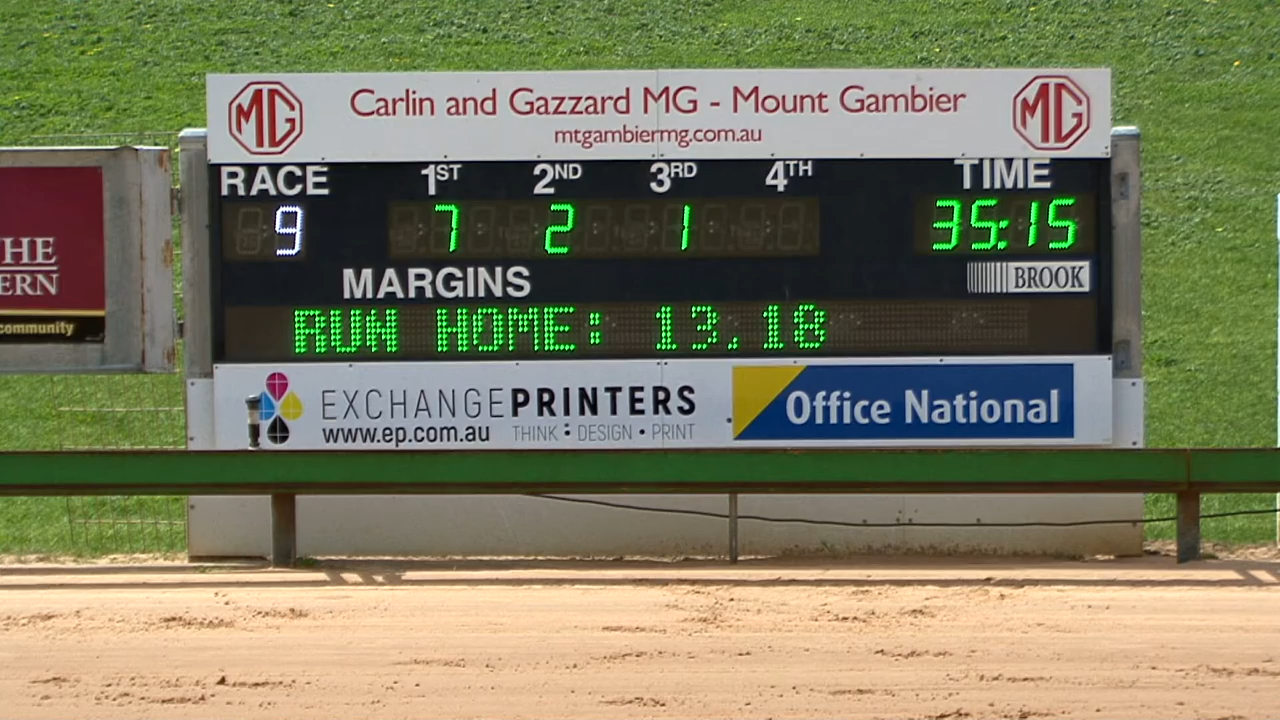 MG Carlin and Gazzard MG - Mount Gambier MG
mtgambiermg.com.au
RACE 1ST 2ND 3RD 4TH TIME
9 7 2 1 35:15
MARGINS
BROOK
RUN HOME: 13.18
EXCHANGEPRINTERS
www.ep.com.au THINK : DESIGN • PRINT
Office National
HE
ERN
community